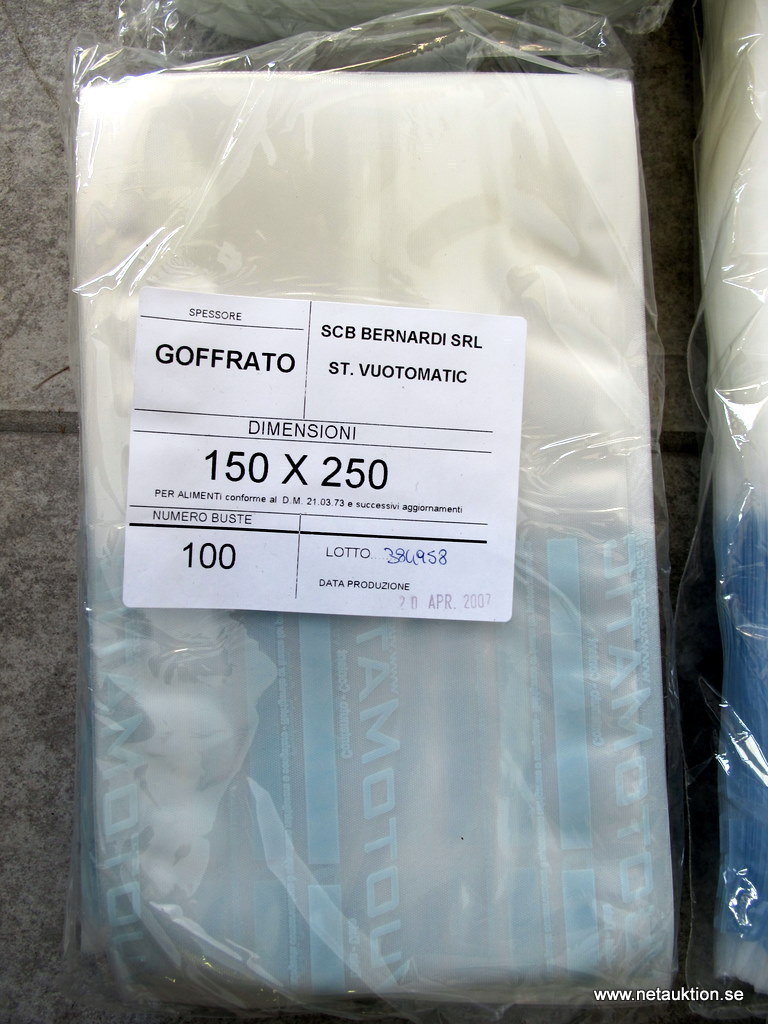 SPESSORE
GOFFRATO
SCB BERNARDI SRL
ST. VUOTOMATIC
DIMENSIONI
150 X 250
PER ALIMENTI conforme al D.M. 21.03.73 e successivi aggiornamenti
NUMERO BUSTE
100
LOTTO 384958
DATA PRODUZIONE
20 APR. 2007
www.netauktion.se